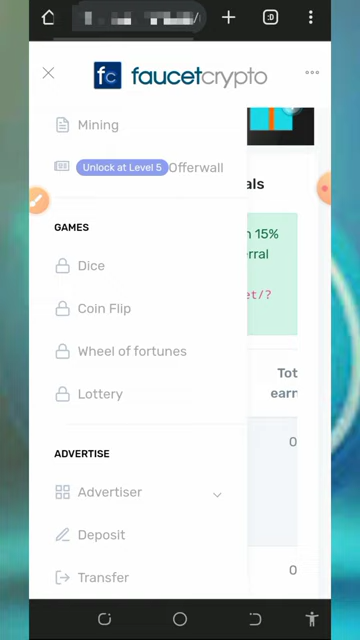 :D
fc faucetcrypto
Mining
Unlock at Level 5 Offerwall
als
GAMES
15%
Dice
rral
Coin Flip
et/?
Wheel of fortunes
Tot
Lottery
earn
ADVERTISE
0
Advertiser
Deposit
0
Transfer